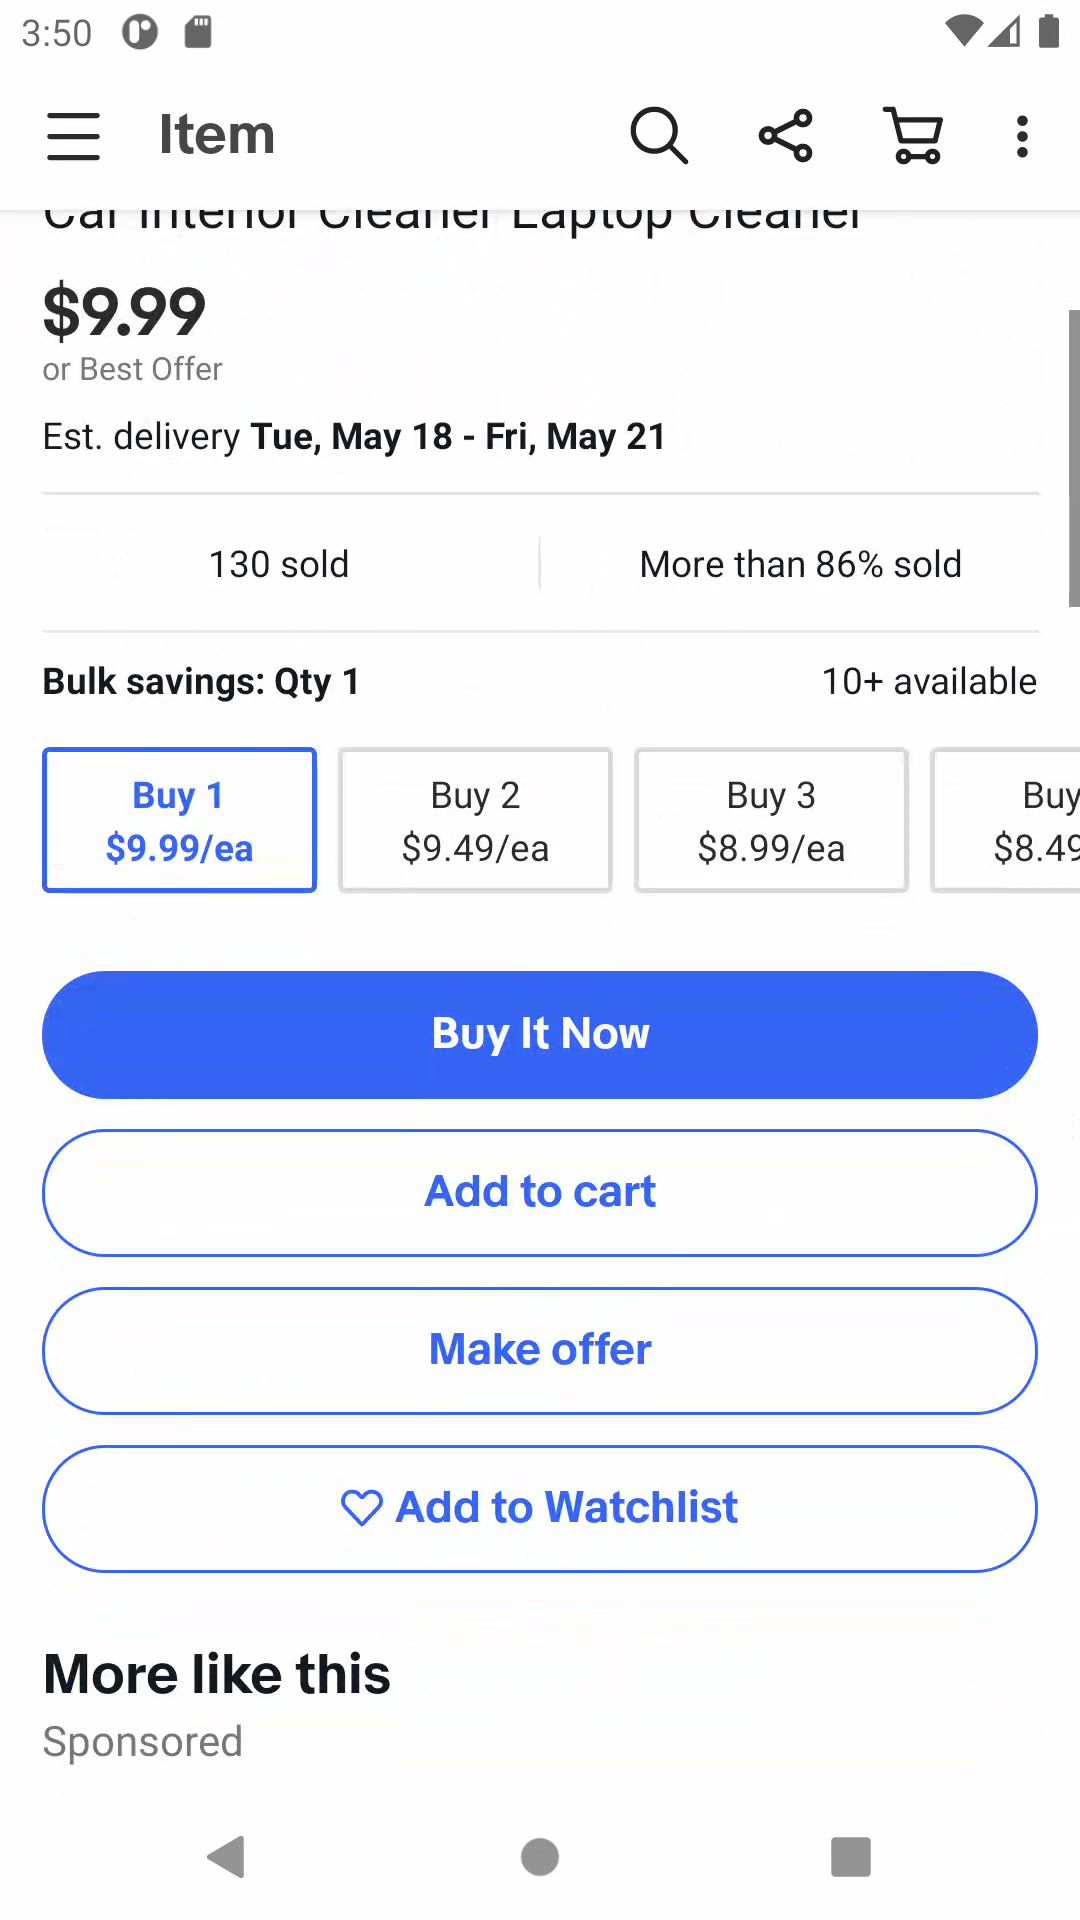 3:50
Item
Car Interior Cleaner Laptop Cleaner
$9.99
or Best Offer
Est. delivery Tue, May 18 - Fri, May 21
130 sold
More than 86% sold
Bulk savings: Qty 1
10+ available
Buy 1
$9.99/ea
Buy 2
$9.49/ea
Buy 3
$8.99/ea
Buy
$8.49
Buy It Now
Add to cart
Make offer
Add to Watchlist
More like this
Sponsored